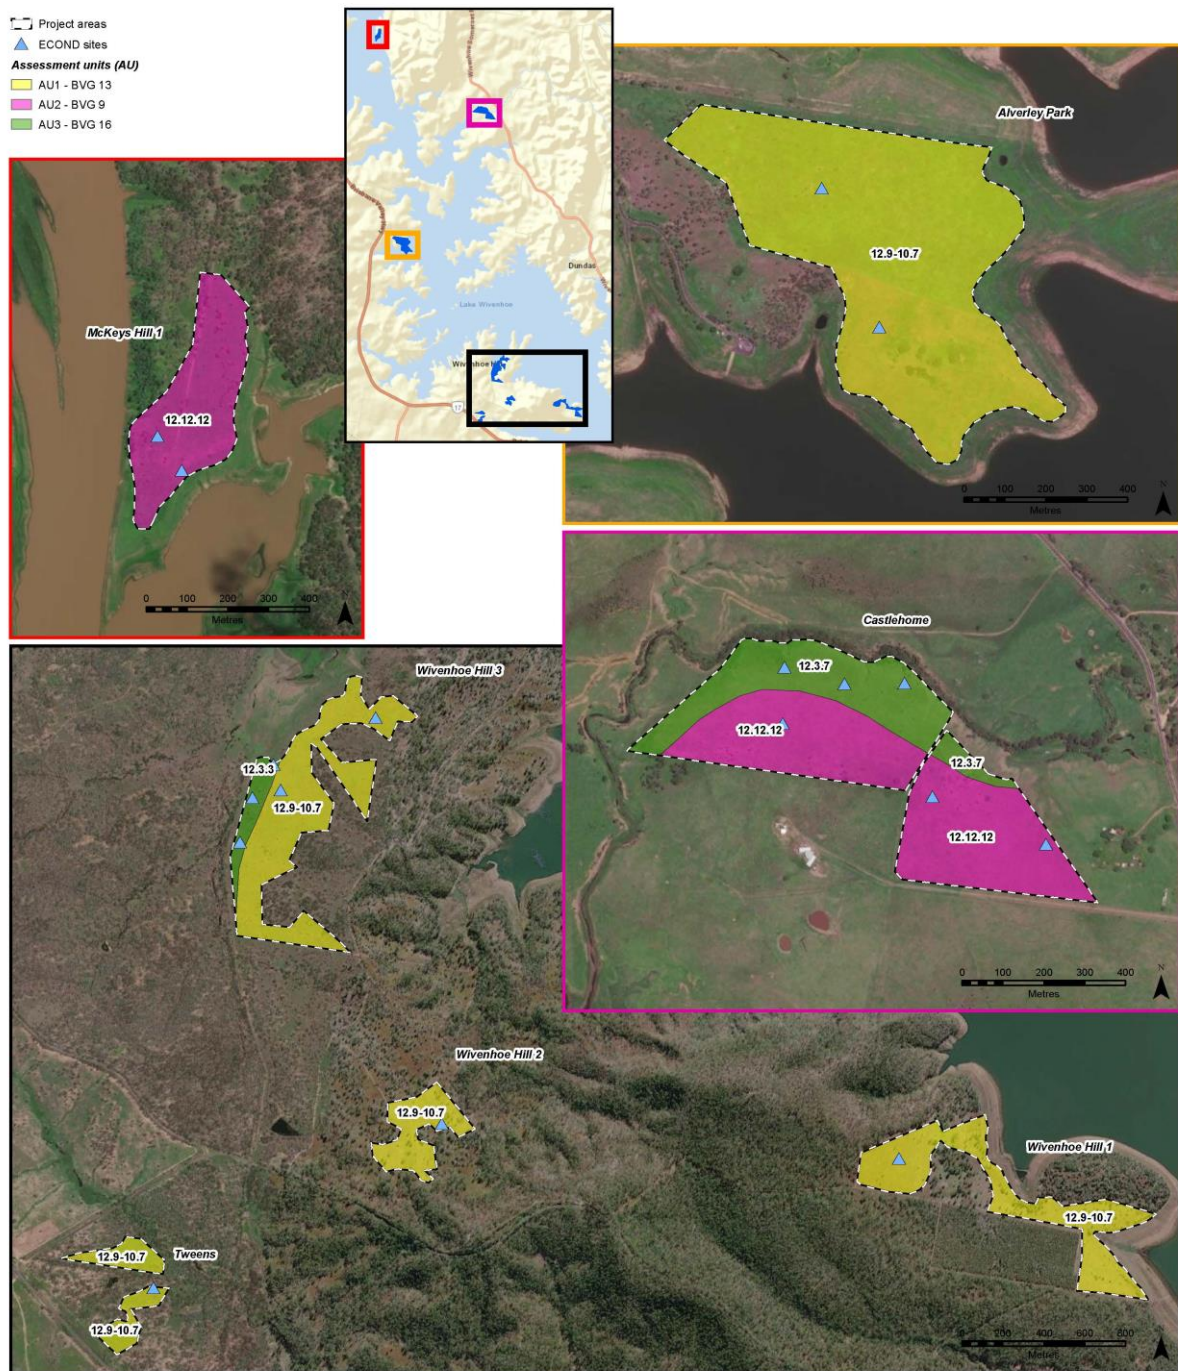 Project areas
ECOND sites
Assessment units (AU)
AU1 - BVG 13
AU2 - BVG 9
AU3 - BVG 16
Dundas
Lake Wivenhoe
17
Alverley Park
12.9-10.7
0 100 200 300 400
Metres
N
McKeys Hill 1
12.12.12
0 100 200 300 400
Metres
Castlehome
12.3.7
12.12.12
12.3.7
12.12.12
0 100 200 300 400
Metres
N
Wivenhoe Hill 3
12.3.3
12.9-10.7
Wivenhoe Hill 2
12.9-10.7
Wivenhoe Hill 1
12.9-10.7
Tweens
12.9-10.7
12.9-10.7
0 200 400 600 800
Metres